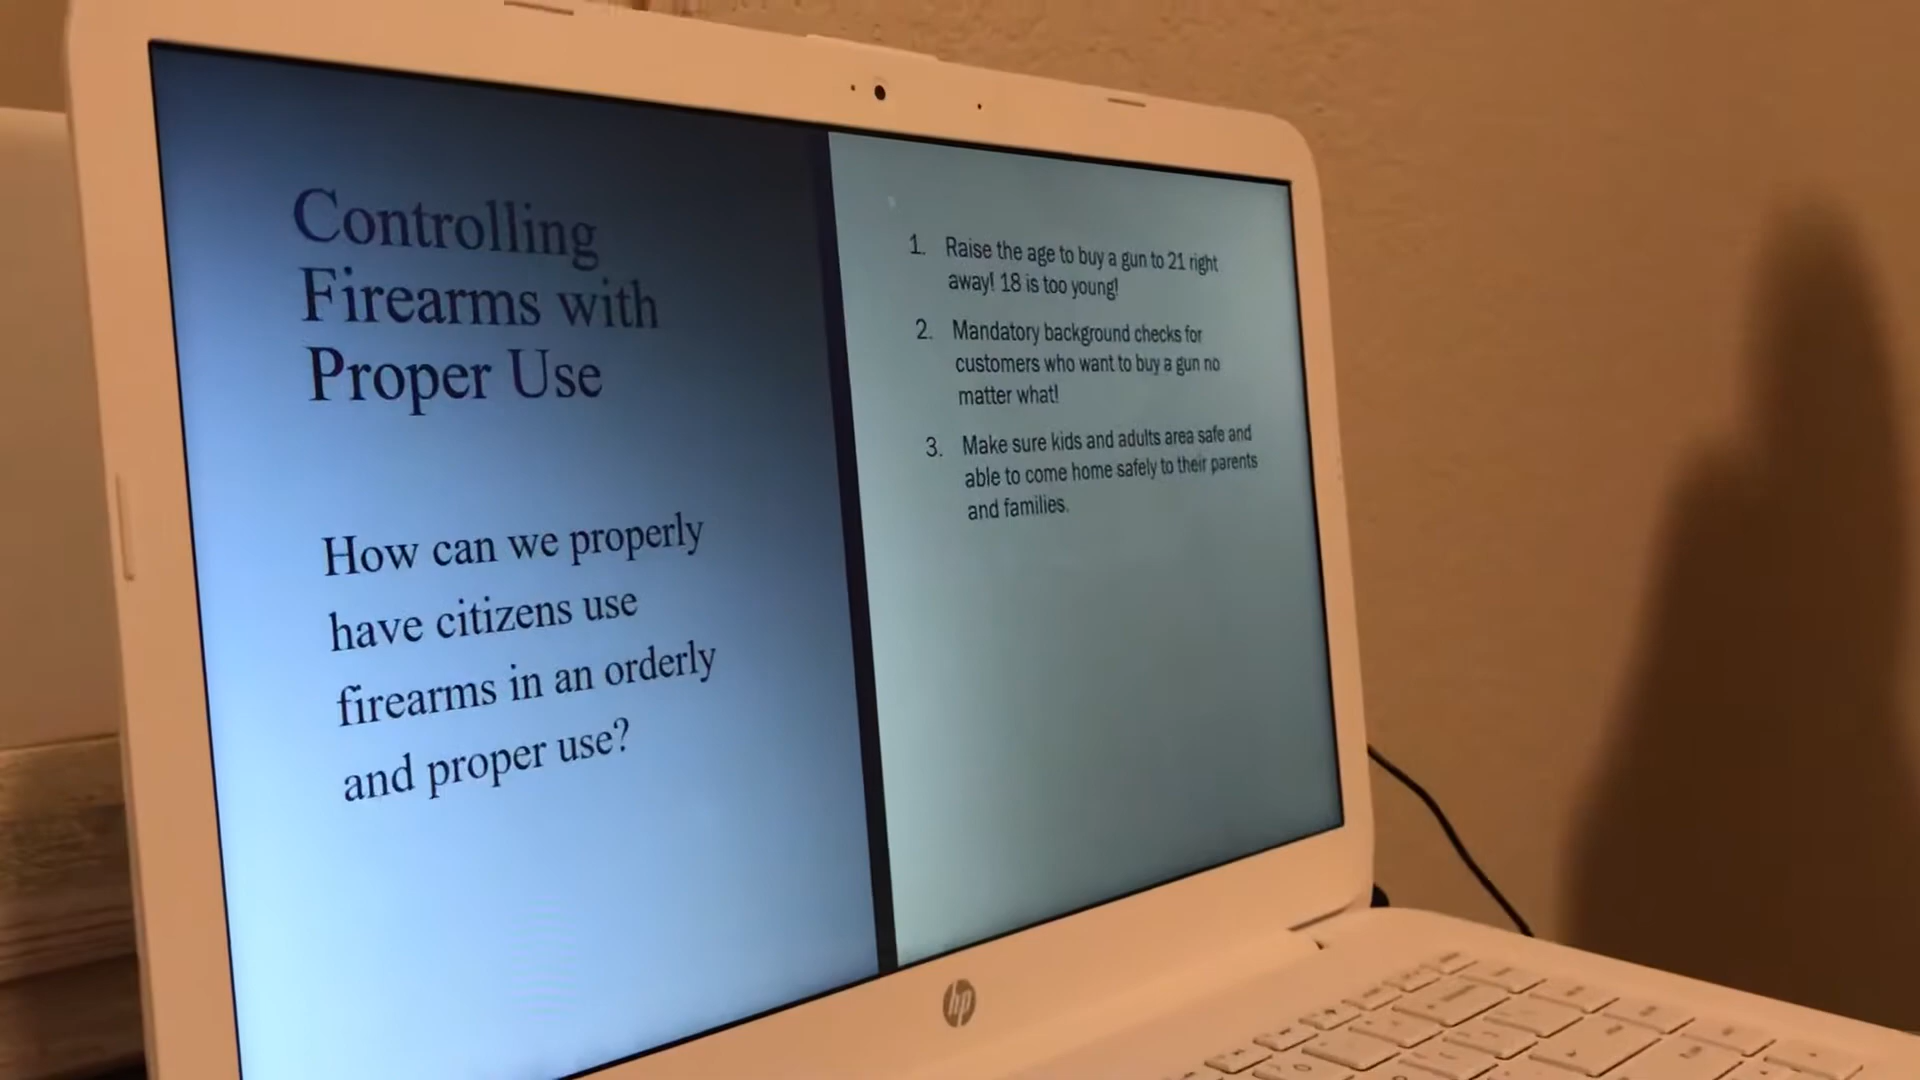 Controlling
Firearms with
Proper Use
How can we properly
have citizens use
firearms in an orderly
and proper use?
1. Raise the age to buy a gun to 21 right
away! 18 is too young!
2. Mandatory background checks for
customers who want to buy a gun no
matter what!
3. Make sure kids and adults area safe and
able to come home safely to their parents
and families.
hp